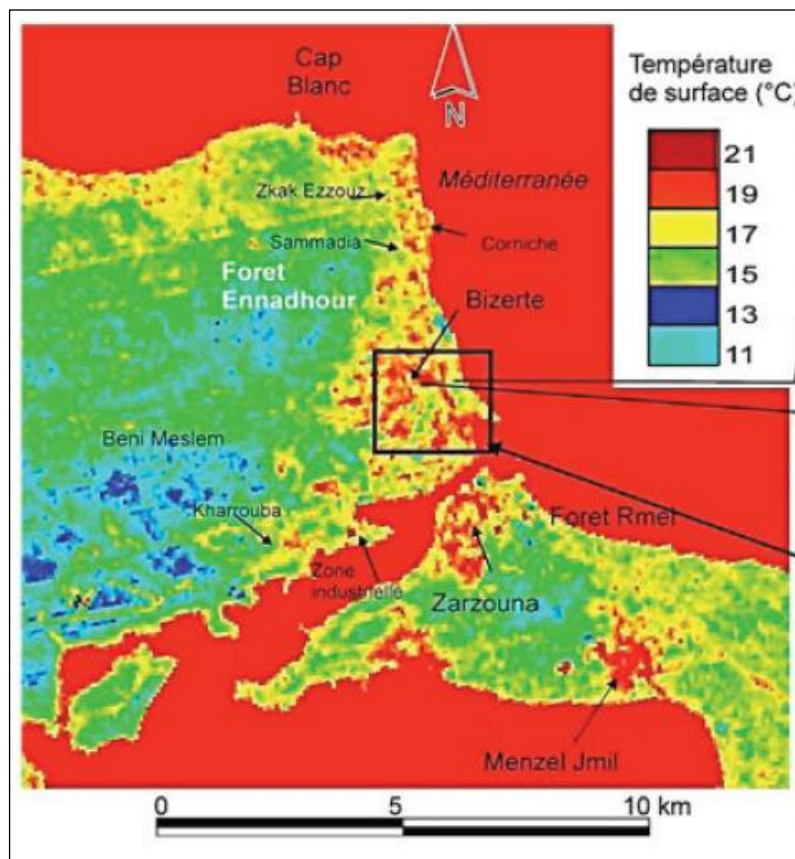 Cap
Blanc
N
Température
de surface (°C)
21
19
17
15
13
11
Méditerranée
Zkak Ezzouz
Corniche
Sammadia
Foret
Ennadhour
Bizerte
Beni Meslem
Kharrouba
Zone
industrielle
Foret Rmel
Zarzouna
Menzel Jmil
0
5
10 km